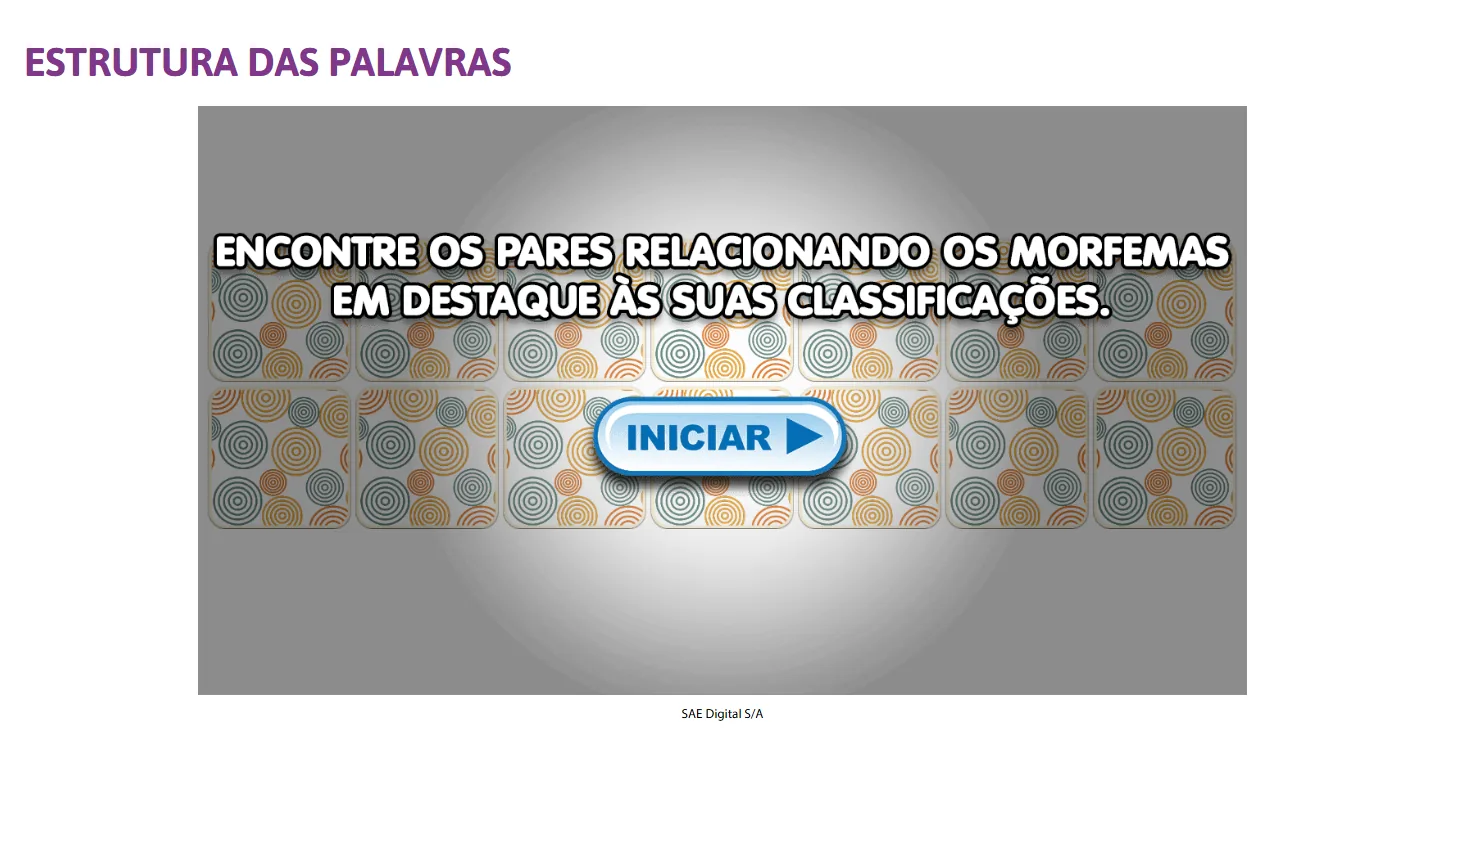 ESTRUTURA DAS PALAVRAS
ENCONTRE OS PARES RELACIONANDO OS MORFEMAS
EM DESTAQUE ÀS SUAS CLASSIFICAÇÕES.
INICIAR
SAE Digital S/A